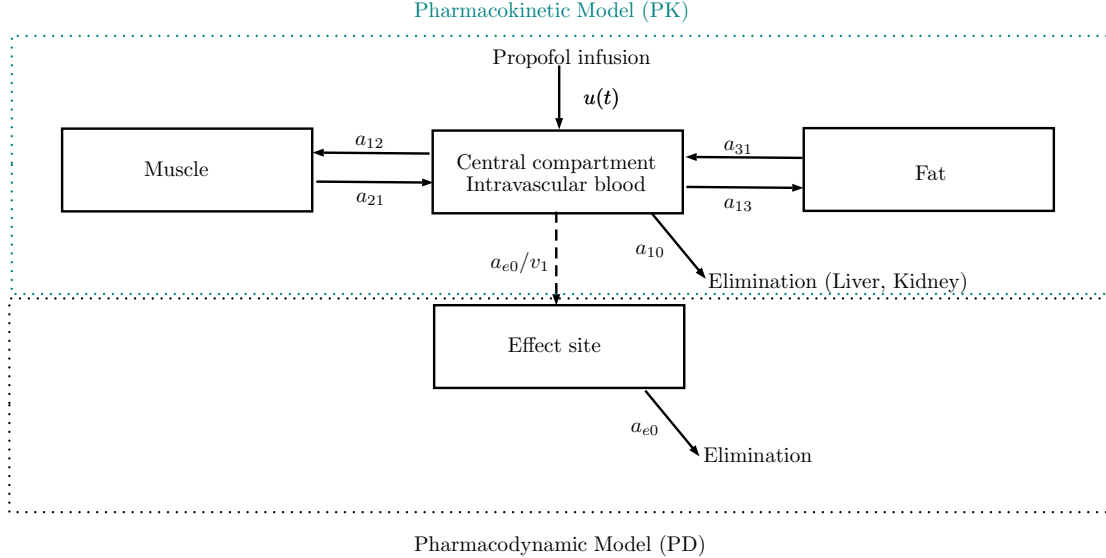 Pharmacokinetic Model (PK)
Propofol infusion
u(t)
Muscle
a12
a21
Central compartment
Intravascular blood
a31
a13
Fat
ae0/v1
a10
Elimination (Liver, Kidney)
Effect site
ae0
Elimination
Pharmacodynamic Model (PD)